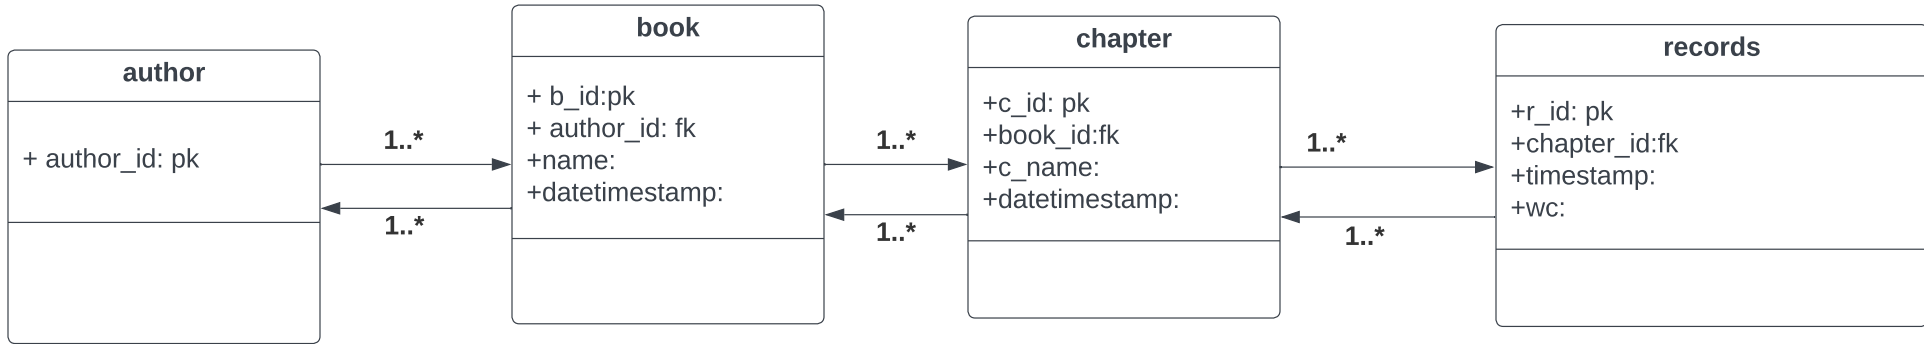 author
+ author_id: pk
1..*
1..*
book
+ b_id:pk
+ author_id: fk
+name:
+datetimestamp:
1..*
1..*
chapter
+c_id: pk
+book_id:fk
+c_name:
+datetimestamp:
1..*
1..*
records
+r_id: pk
+chapter_id:fk
+timestamp:
+wc: